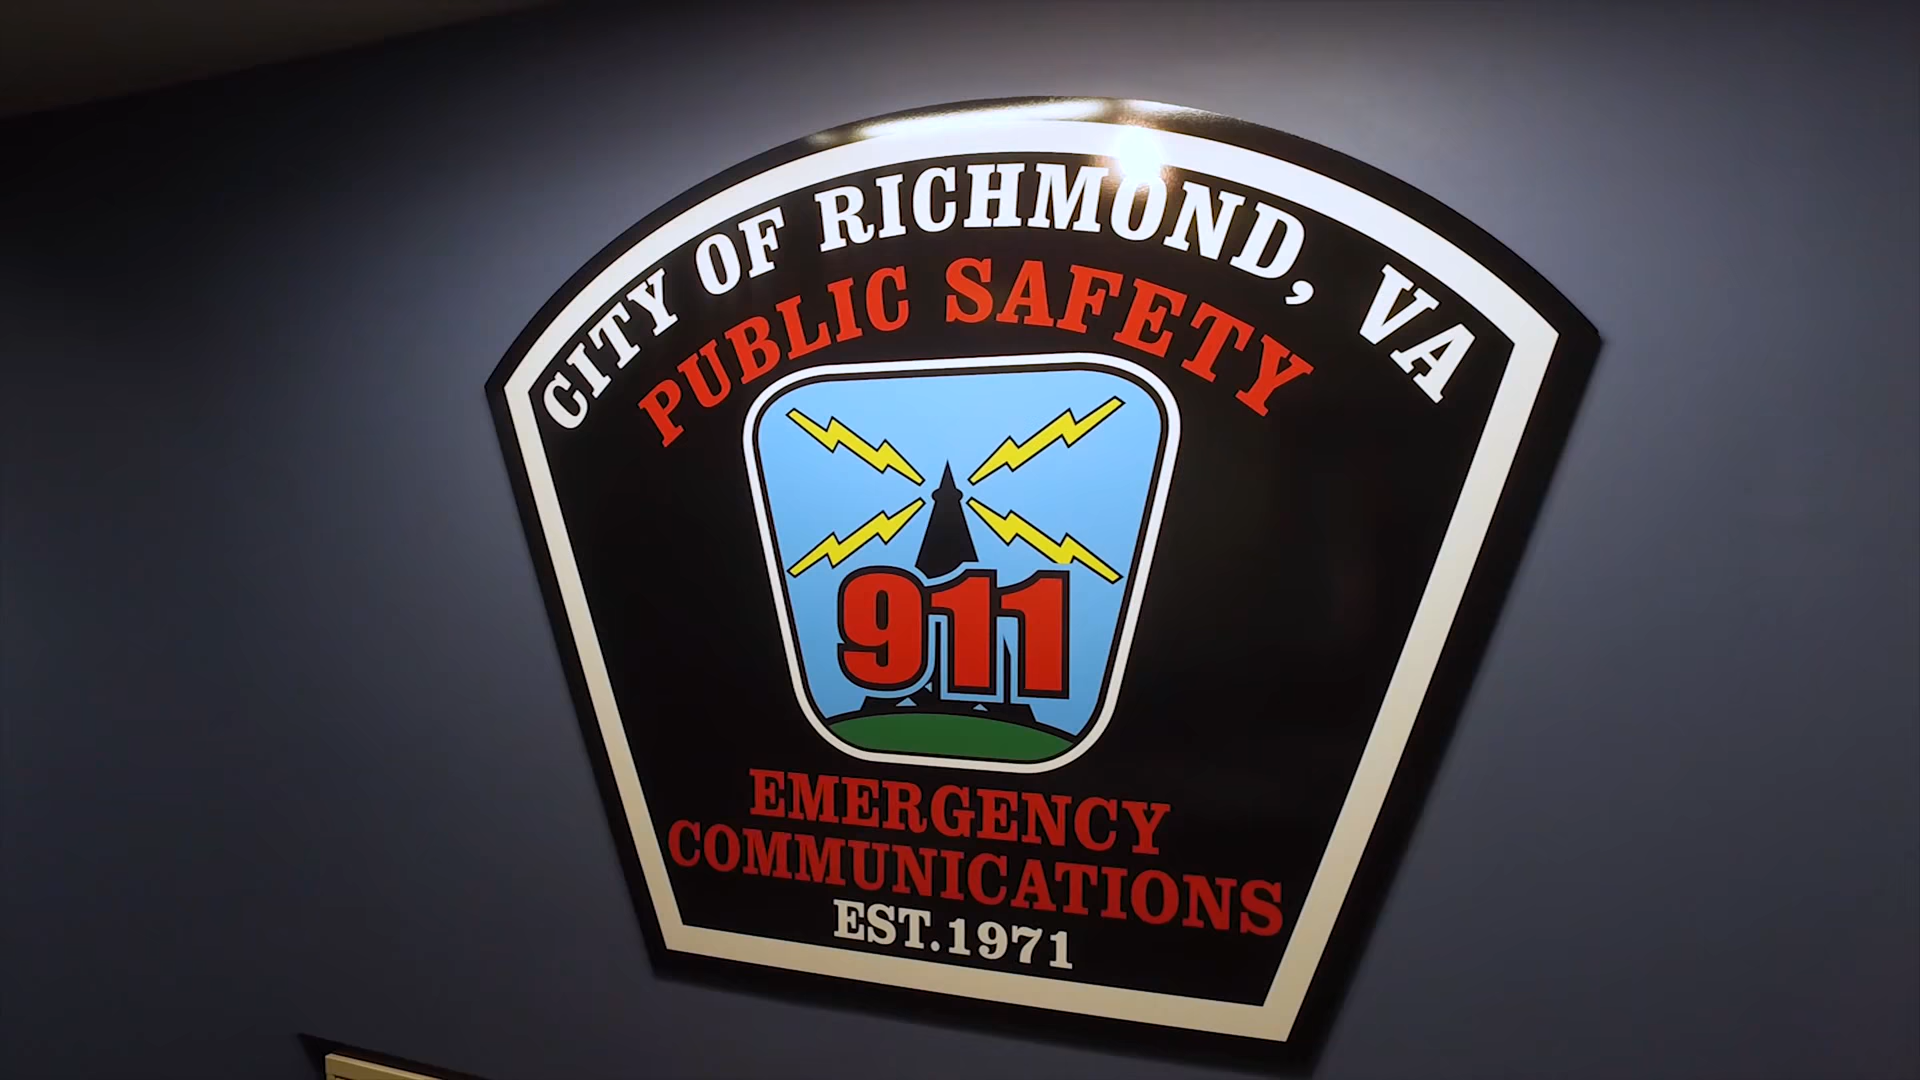 CITY OF RICHMOND, VA
PUBLIC SAFETY
911
EMERGENCY
COMMUNICATIONS
EST.1971